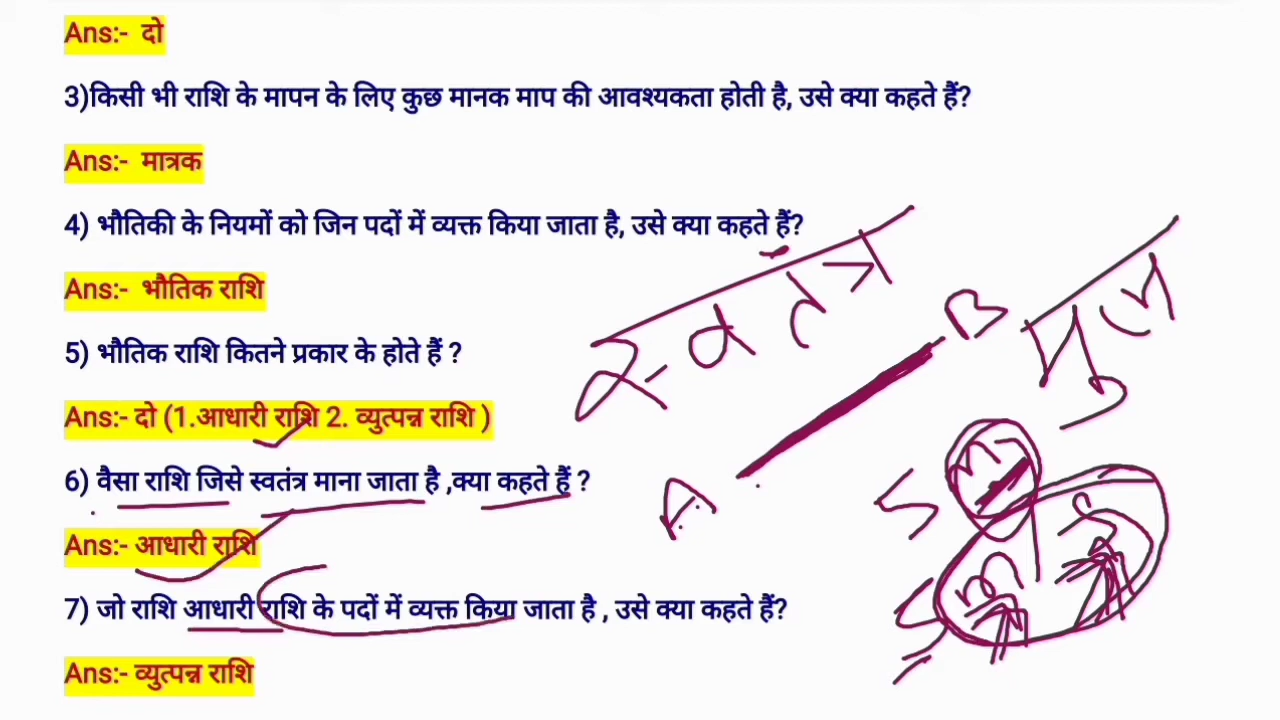 Ans:- दो
3)किसी भी राशि के मापन के लिए कुछ मानक माप की आवश्यकता होती है, उसे क्या कहते हैं?
Ans:- मात्रक
4) भौतिकी के नियमों को जिन पदों में व्यक्त किया जाता है, उसे क्या कहते हैं?
Ans:- भौतिक राशि
5) भौतिक राशि कितने प्रकार के होते हैं ?
Ans:- दो (1.आधारी राशि 2. व्युत्पन्न राशि )
6) वैसा राशि जिसे स्वतंत्र माना जाता है ,क्या कहते हैं ?
Ans:- आधारी राशि
7) जो राशि आधारी राशि के पदों में व्यक्त किया जाता है , उसे क्या कहते हैं?
Ans:- व्युत्पन्न राशि
स्वतंत्र
मूल
A
B